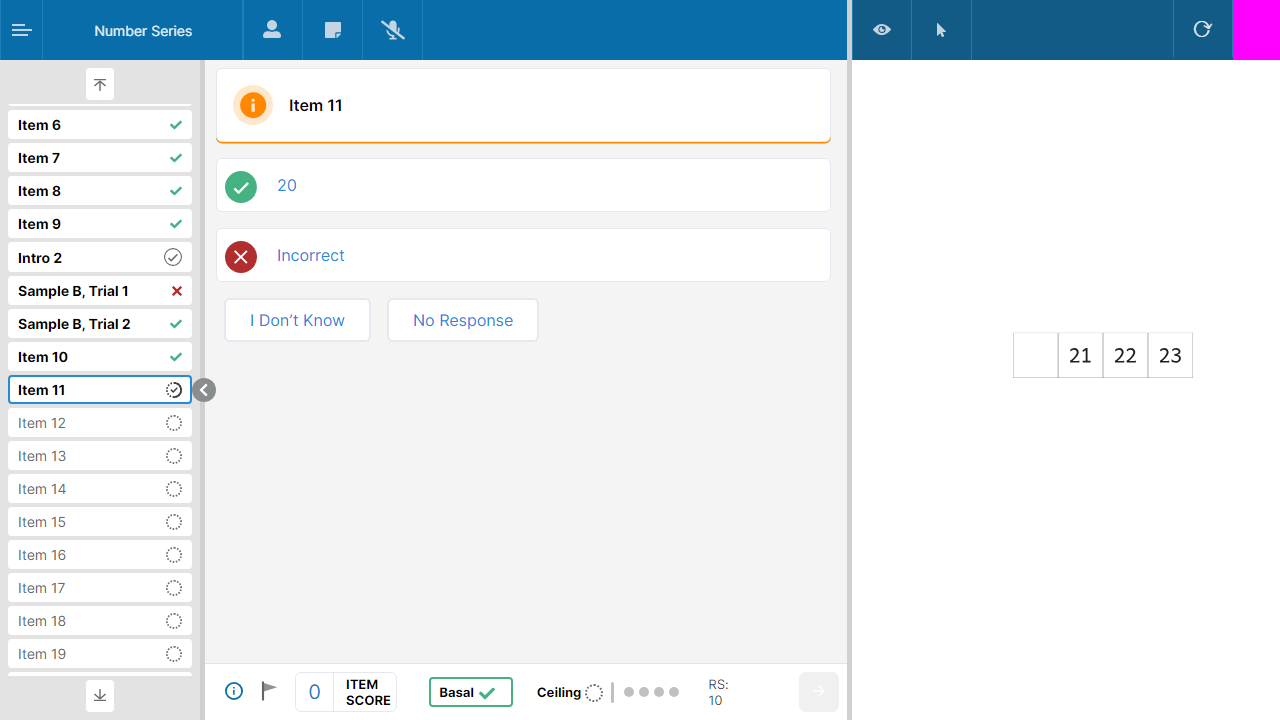 Number Series
Item 6
Item 7
Item 8
Item 9
Intro 2
Sample B, Trial 1
Sample B, Trial 2
Item 10
Item 11
Item 12
Item 13
Item 14
Item 15
Item 16
Item 17
Item 18
Item 19
Item 11
20
Incorrect
I Don’t Know
No Response
0
ITEM
SCORE
Basal
Ceiling
RS:
10
21 22 23